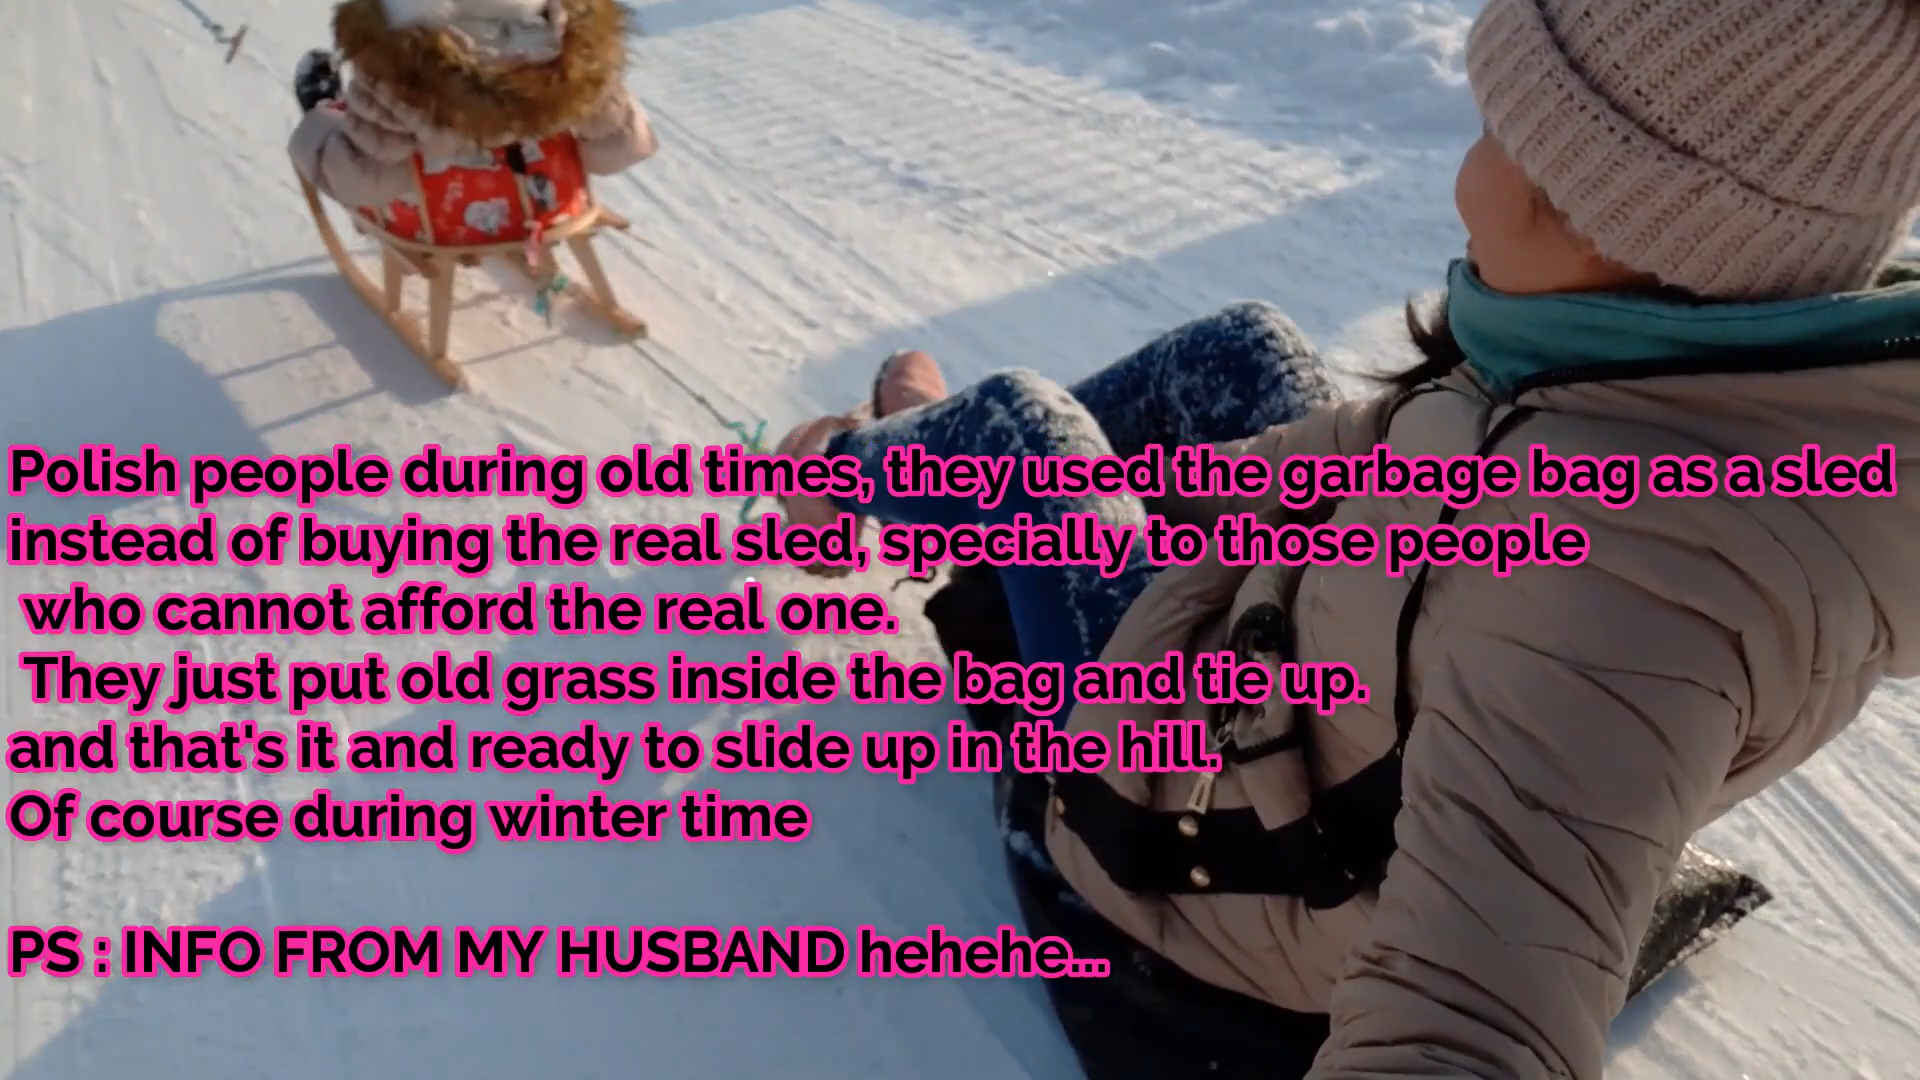 Polish people during old times, they used the garbage bag as a sled
instead of buying the real sled, specially to those people
who cannot afford the real one.
They just put old grass inside the bag and tie up.
and that's it and ready to slide up in the hill.
Of course during winter time
PS : INFO FROM MY HUSBAND hehehe...